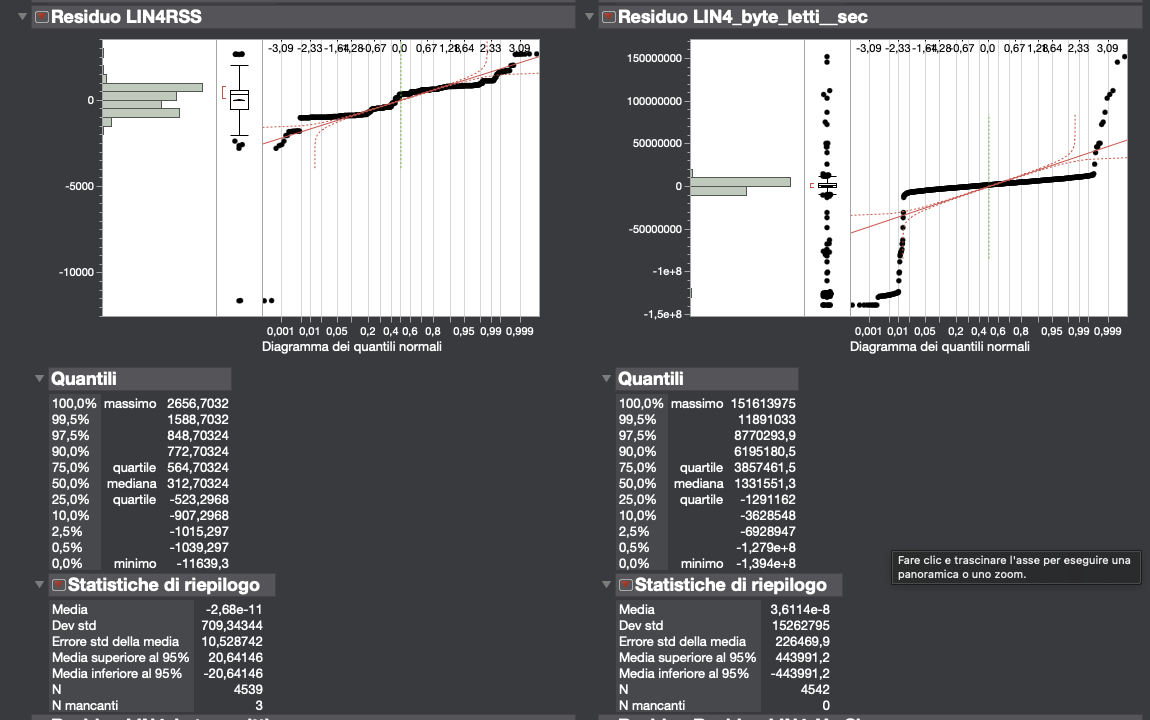 Residuo LIN4RSS
-3,09 -2,33 -1,64 -1,28 -0,67 0,0 0,67 1,28 1,64 2,33 3,09
0
-5000
-10000
0,001 0,01 0,05 0,2 0,4 0,6 0,8 0,95 0,99 0,999
Diagramma dei quantili normali
Quantili
100,0% massimo 2656,7032
99,5% 1588,7032
97,5% 848,70324
90,0% 772,70324
75,0% quartile 564,70324
50,0% mediana 312,70324
25,0% quartile -523,2968
10,0% -907,2968
2,5% -1015,297
0,5% -1039,297
0,0% minimo -11639,3
Statistiche di riepilogo
Media -2,68e-11
Dev std 709,34344
Errore std della media 10,528742
Media superiore al 95% 20,64146
Media inferiore al 95% -20,64146
N 4539
N mancanti 3
Residuo LIN4_byte_letti__sec
-3,09 -2,33 -1,64 -1,28 -0,67 0,0 0,67 1,28 1,64 2,33 3,09
150000000
100000000
50000000
0
-50000000
-1e+8
-1,5e+8
0,001 0,01 0,05 0,2 0,4 0,6 0,8 0,95 0,99 0,999
Diagramma dei quantili normali
Quantili
100,0% massimo 151613975
99,5% 11891033
97,5% 8770293,9
90,0% 6195180,5
75,0% quartile 3857461,5
50,0% mediana 1331551,3
25,0% quartile -1291162
10,0% -3628548
2,5% -6928947
0,5% -1,279e+8
0,0% minimo -1,394e+8
Fare clic e trascinare l'asse per eseguire una
panoramica o uno zoom.
Statistiche di riepilogo
Media 3,6114e-8
Dev std 15262795
Errore std della media 226469,9
Media superiore al 95% 443991,2
Media inferiore al 95% -443991,2
N 4542
N mancanti 0